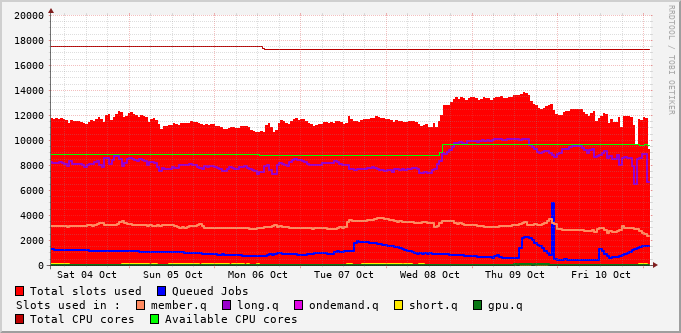 20000
18000
16000
14000
12000
10000
8000
6000
4000
2000
0
Sat 04 Oct Sun 05 Oct Mon 06 Oct Tue 07 Oct Wed 08 Oct Thu 09 Oct Fri 10 Oct
Total slots used Queued Jobs
Slots used in : member.q long.q ondemand.q short.q gpu.q
Total CPU cores Available CPU cores
RRDTOOL / TOBI OETIKER